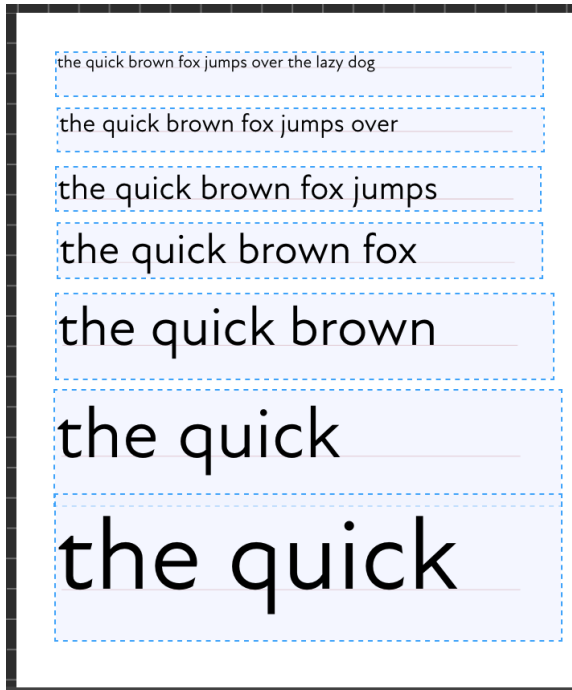 the quick brown fox jumps over the lazy dog
the quick brown fox jumps over
the quick brown fox jumps
the quick brown fox
the quick brown
the quick
the quick